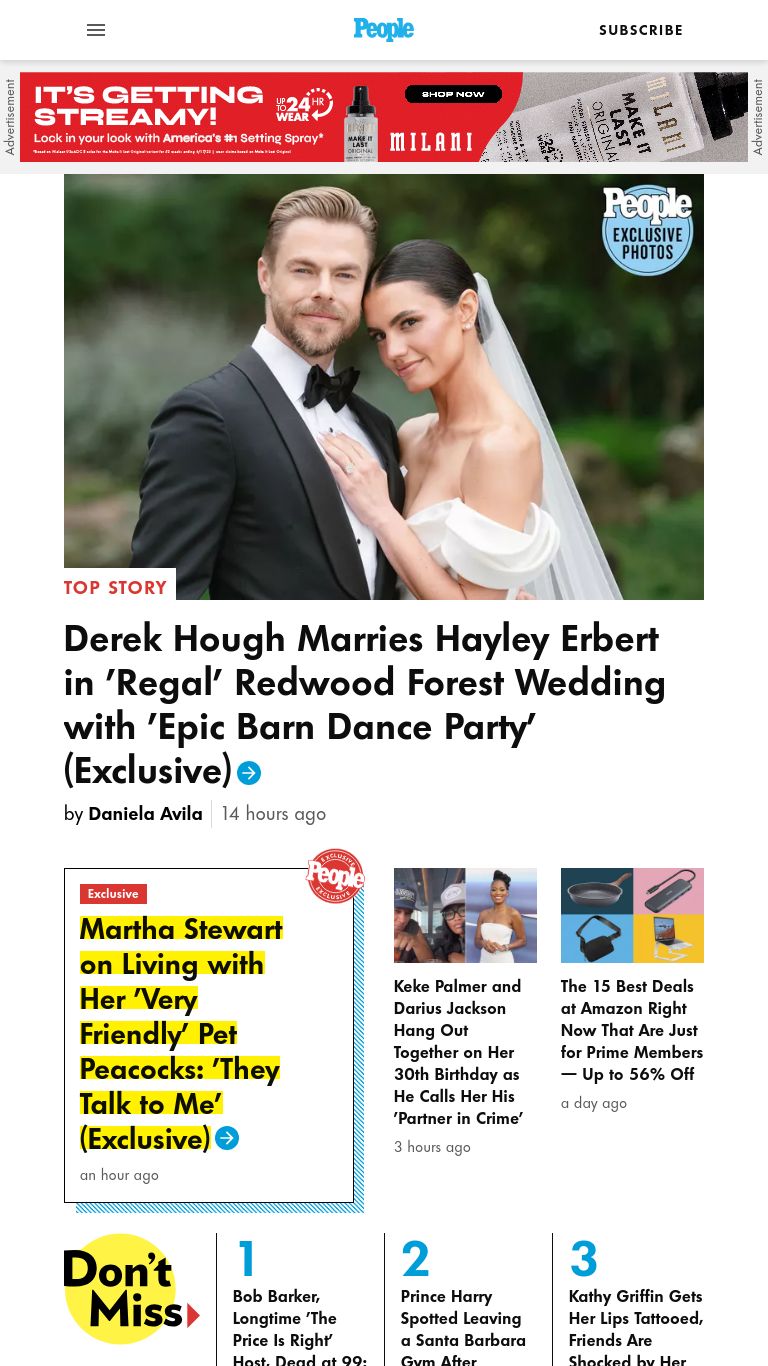 People
SUBSCRIBE
Advertisement
IT'S GETTING
STREAMY!
Lock in your look with America's #1 Setting Spray*
UP TO 24 HR
WEAR
MAKE IT
LAST
ORIGINAL
SHOP NOW
MILANI
MILANI
MAKE IT
LAST
ORIGINAL
Advertisement
People
EXCLUSIVE
PHOTOS
TOP STORY
Derek Hough Marries Hayley Erbert
in 'Regal' Redwood Forest Wedding
with 'Epic Barn Dance Party'
(Exclusive)
by Daniela Avila 14 hours ago
EXCLUSIVE
People
EXCLUSIVE
Exclusive
Martha Stewart
on Living with
Her 'Very
Friendly' Pet
Peacocks: 'They
Talk to Me'
(Exclusive)
an hour ago
Keke Palmer and
Darius Jackson
Hang Out
Together on Her
30th Birthday as
He Calls Her His
'Partner in Crime'
3 hours ago
The 15 Best Deals
at Amazon Right
Now That Are Just
for Prime Members
— Up to 56% Off
a day ago
Don't
Miss
1
Bob Barker,
Longtime 'The
Price Is Right'
Host, Dead at 99:
2
Prince Harry
Spotted Leaving
a Santa Barbara
Gym After
3
Kathy Griffin Gets
Her Lips Tattooed,
Friends Are
Shocked by Her